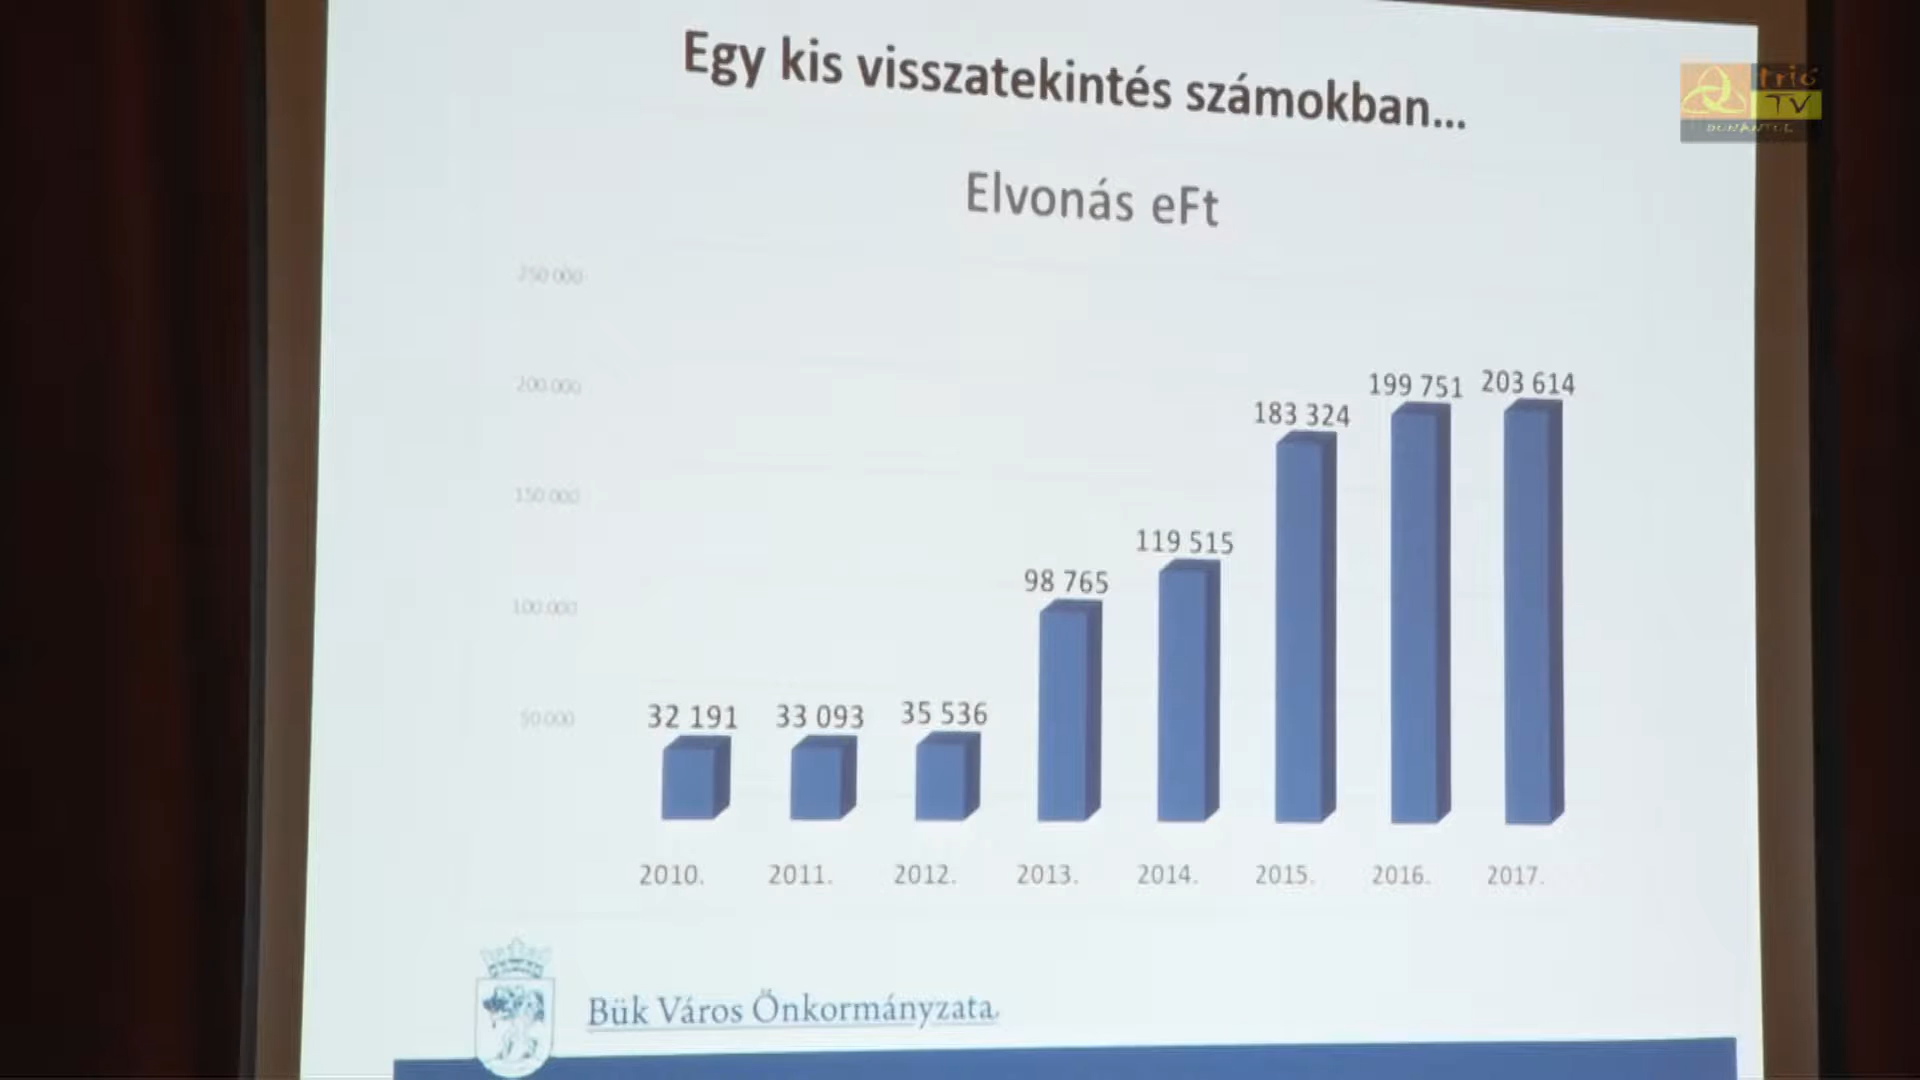 Egy kis visszatekintés számokban...
trió
TV
DUNÁNTÚL
Elvonás eFt
250 000
200 000
150 000
100 000
50 000
32 191 33 093 35 536 98 765 119 515 183 324 199 751 203 614
2010. 2011. 2012. 2013. 2014. 2015. 2016. 2017.
Bük Város Önkormányzata